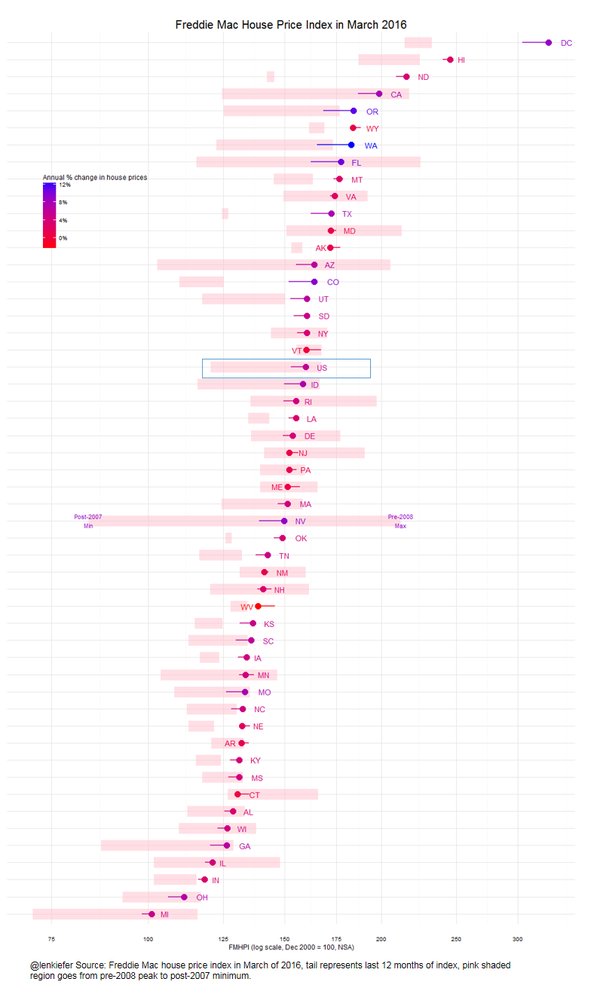 Freddie Mac House Price Index in March 2016
DC
HI
ND
CA
OR
WY
WA
FL
Annual % change in house prices
12%
8%
4%
0%
MT
VA
TX
MD
AK
AZ
CO
UT
SD
NY
VT
US
ID
RI
LA
DE
NJ
PA
ME
MA
Post-2007
Min
NV
Pre-2008
Max
OK
TN
NM
NH
WV
KS
SC
IA
MN
MO
NC
NE
AR
KY
MS
CT
AL
WI
GA
IL
IN
OH
MI
75 100 125 150 175 200 250 300
FMHPI (log scale, Dec 2000 = 100, NSA)
@lenkiefer Source: Freddie Mac house price index in March of 2016, tail represents last 12 months of index, pink shaded
region goes from pre-2008 peak to post-2007 minimum.